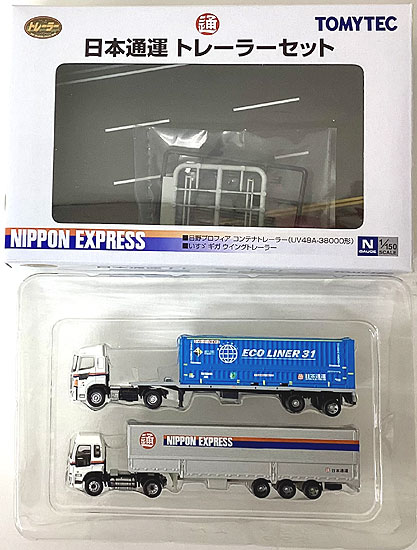 トレーラー
通
TOMYTEC
日本通運 トレーラーセット
NIPPON EXPRESS
■日野プロフィア コンテナトレーラー(UV48A-38000形)
■いすゞギガ ウイングトレーラー
N GAUGE
1/150 SCALE
ECO LINER 31
通 NIPPON EXPRESS
日本通運